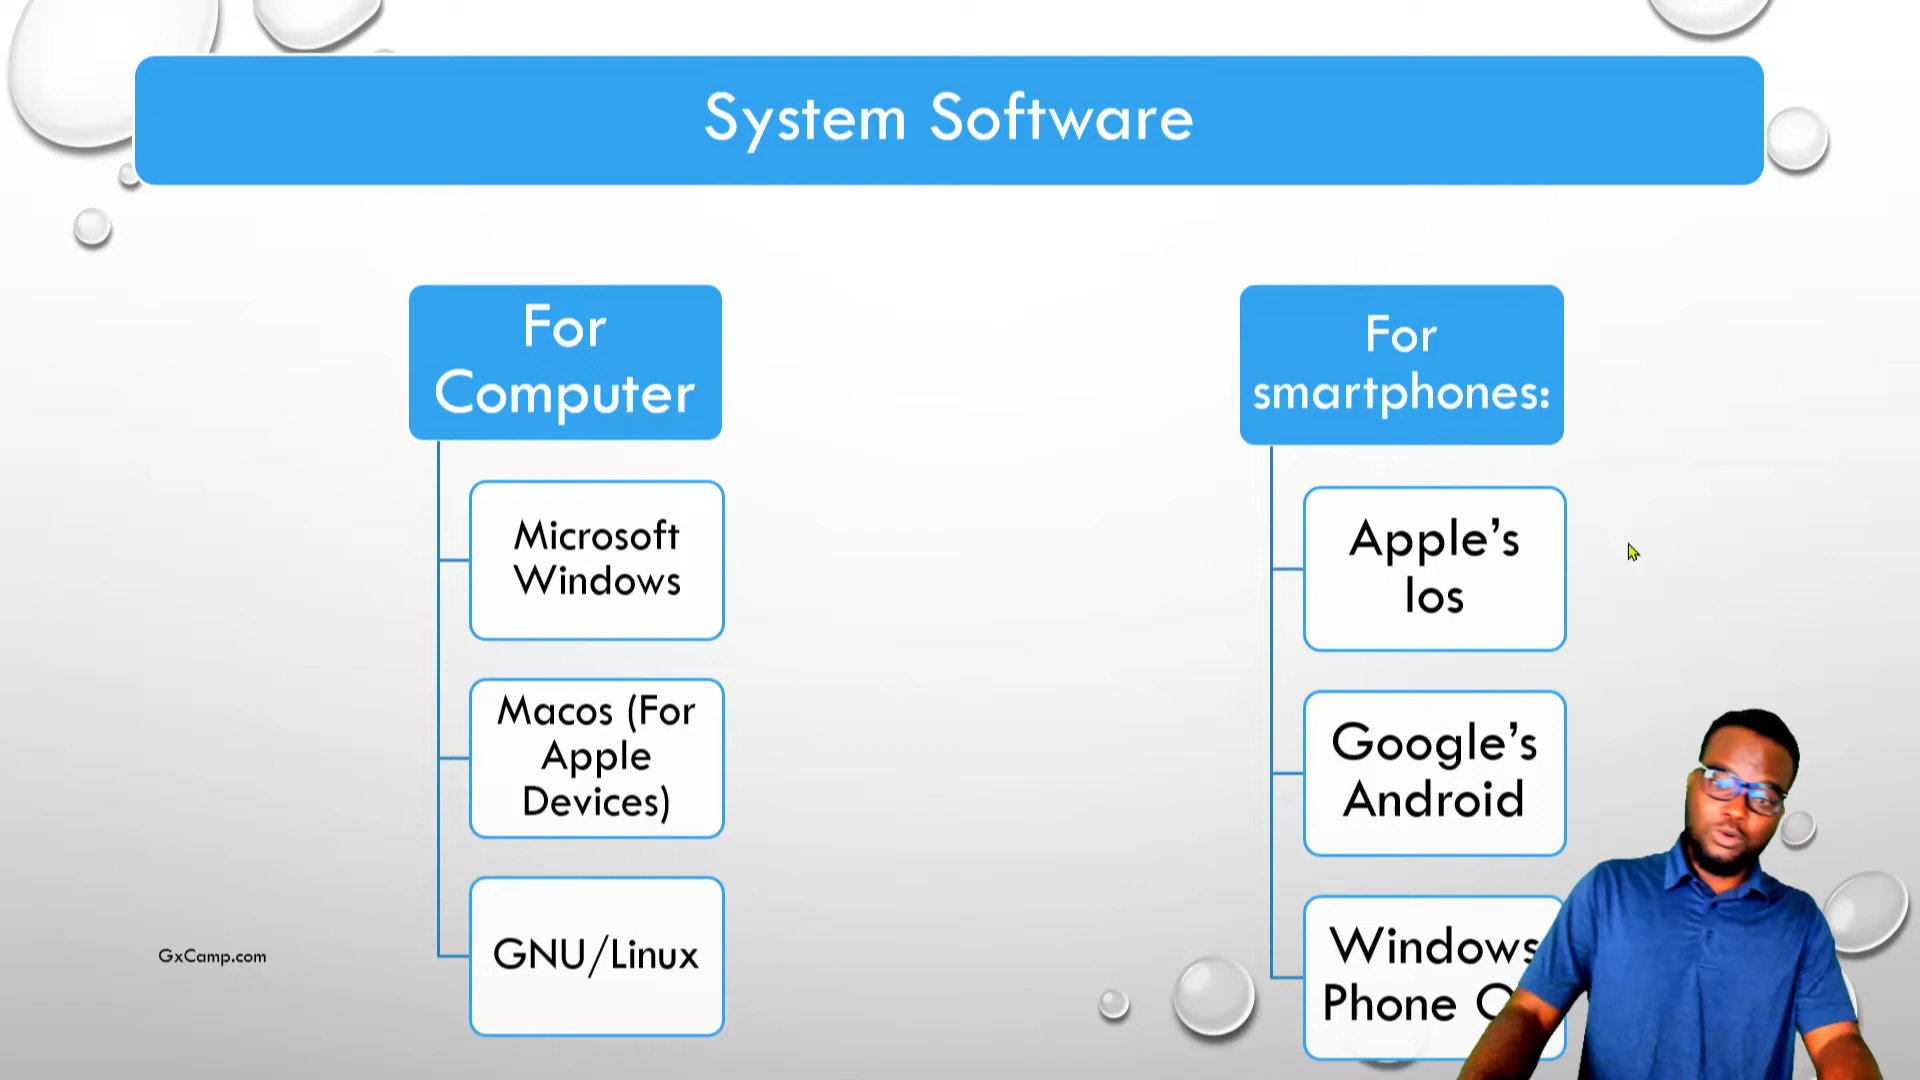 System Software
For
Computer
Microsoft
Windows
Macos (For
Apple
Devices)
GNU/Linux
For
smartphones:
Apple’s
Ios
Google’s
Android
Windows
Phone
GxCamp.com